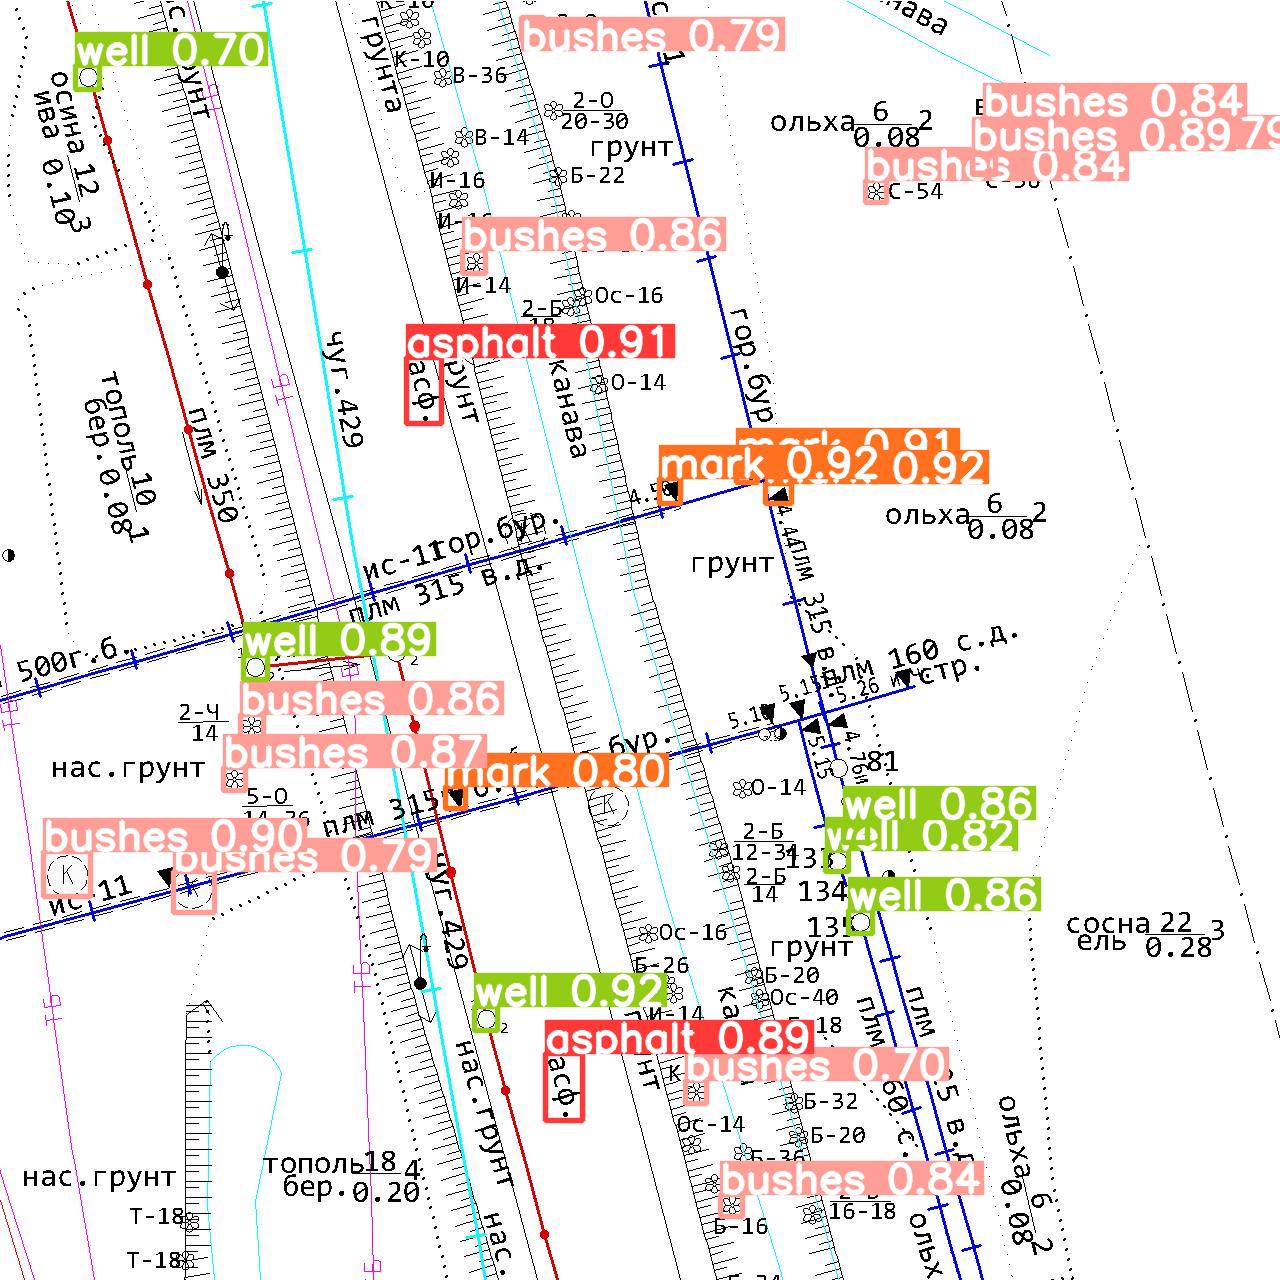 канава
well 0.70
bushes 0.79
грунта
К-10
В-36
2-О
20-30
В-14
грунт
Б-22
И-16
ольха 6 2
0.08
bushes 0.84
bushes 0.89
bushes 0.84
С-54
осина 12 3
ива 0.10
bushes 0.86
И-14
Ос-16
2-Б
asphalt 0.91
асф.
О-14
канава
гор.бур
чуг.429
тополь 10 1
бер. 0.08
плм 350
mark 0.91
mark 0.92
0.92
ольха 6 2
0.08
4.44
ис-11
гор.бур.
плм 315 в.д.
грунт
плм 315 в
500г.б.
well 0.89
плм 160 с.д.
стр.
5.26
bushes 0.86
2-Ч
14
bushes 0.87
нас.грунт
5-О
mark 0.80
бур.
плм 315
К
О-14
5.15
81
well 0.86
well 0.82
2-Б
133
2-Б
14
134
well 0.86
bushes 0.90
bushes 0.79
К
ис-11
чуг.429
Ос-16
грунт
сосна 22 3
ель 0.28
Б-26
Б-20
Ос-40
well 0.92
И-14
asphalt 0.89
асф.
bushes 0.70
нас.грунт
плм
плм
Б-32
Ос-14
Б-20
Б-36
ольха 6 2
0.08
нас.грунт
тополь 18 4
бер. 0.20
bushes 0.84
16-18
Т-18
Б-16
Т-18
нас.
ТБ
ТБ
ТБ